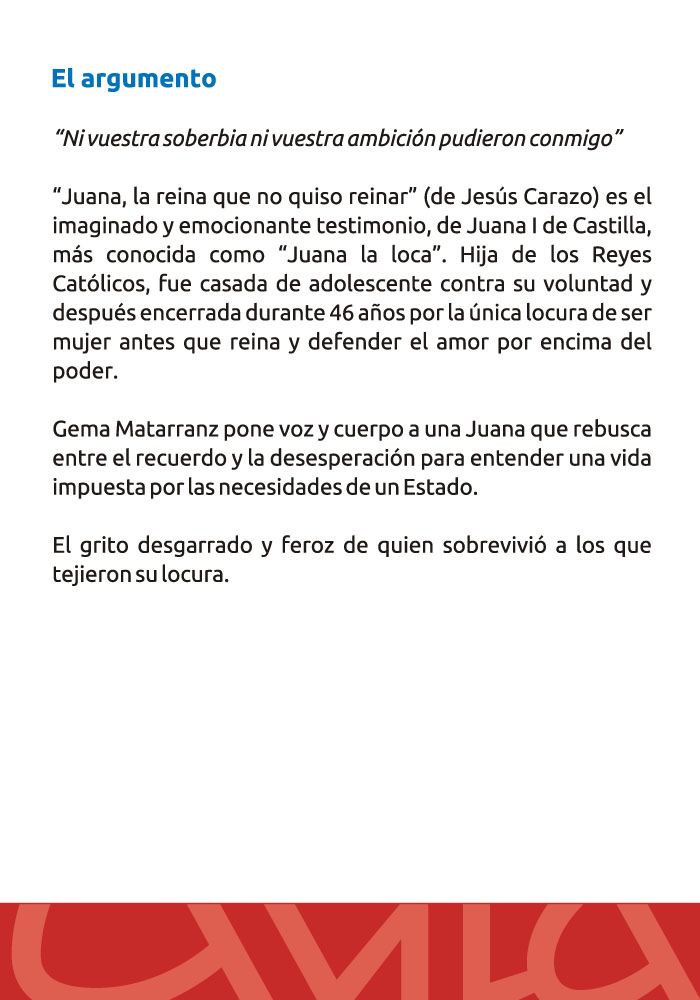 El argumento
“Ni vuestra soberbia ni vuestra ambición pudieron conmigo”
“Juana, la reina que no quiso reinar” (de Jesús Carazo) es el
imaginado y emocionante testimonio, de Juana I de Castilla,
más conocida como “Juana la loca”. Hija de los Reyes
Católicos, fue casada de adolescente contra su voluntad y
después encerrada durante 46 años por la única locura de ser
mujer antes que reina y defender el amor por encima del
poder.
Gema Matarranz pone voz y cuerpo a una Juana que rebusca
entre el recuerdo y la desesperación para entender una vida
impuesta por las necesidades de un Estado.
El grito desgarrado y feroz de quien sobrevivió a los que
tejieron su locura.